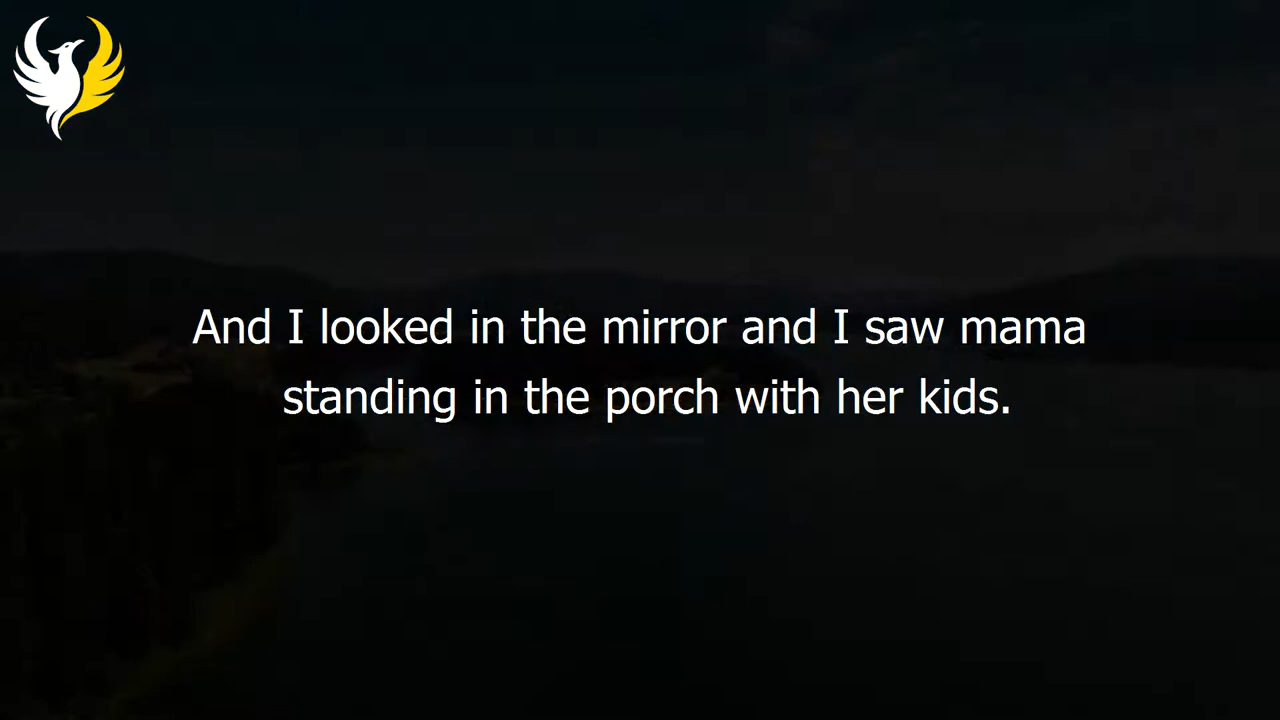 And I looked in the mirror and I saw mama
standing in the porch with her kids.